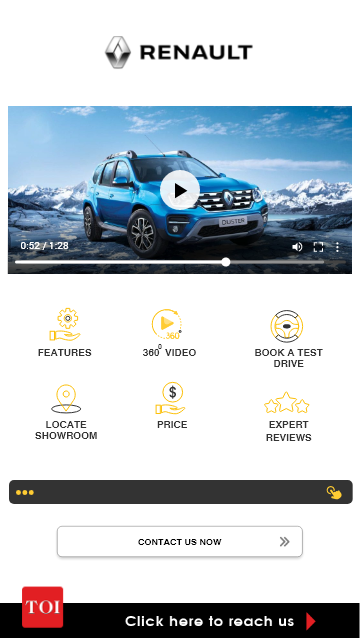 RENAULT
DUSTER
0:52 / 1:28
360°
$
FEATURES
360° VIDEO
BOOK A TEST
DRIVE
LOCATE
SHOWROOM
PRICE
EXPERT
REVIEWS
CONTACT US NOW
TOI
Click here to reach us